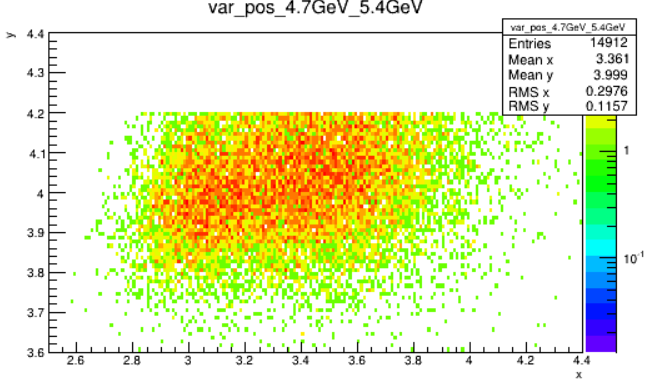 var_pos_4.7GeV_5.4GeV
var_pos_4.7GeV_5.4GeV
Entries 14912
Mean x 3.361
Mean y 3.999
RMS x 0.2976
RMS y 0.1157
y
4.4
4.3
4.2
4.1
4
3.9
3.8
3.7
3.6
2.6 2.8 3 3.2 3.4 3.6 3.8 4 4.2 4.4
x
1
10⁻¹